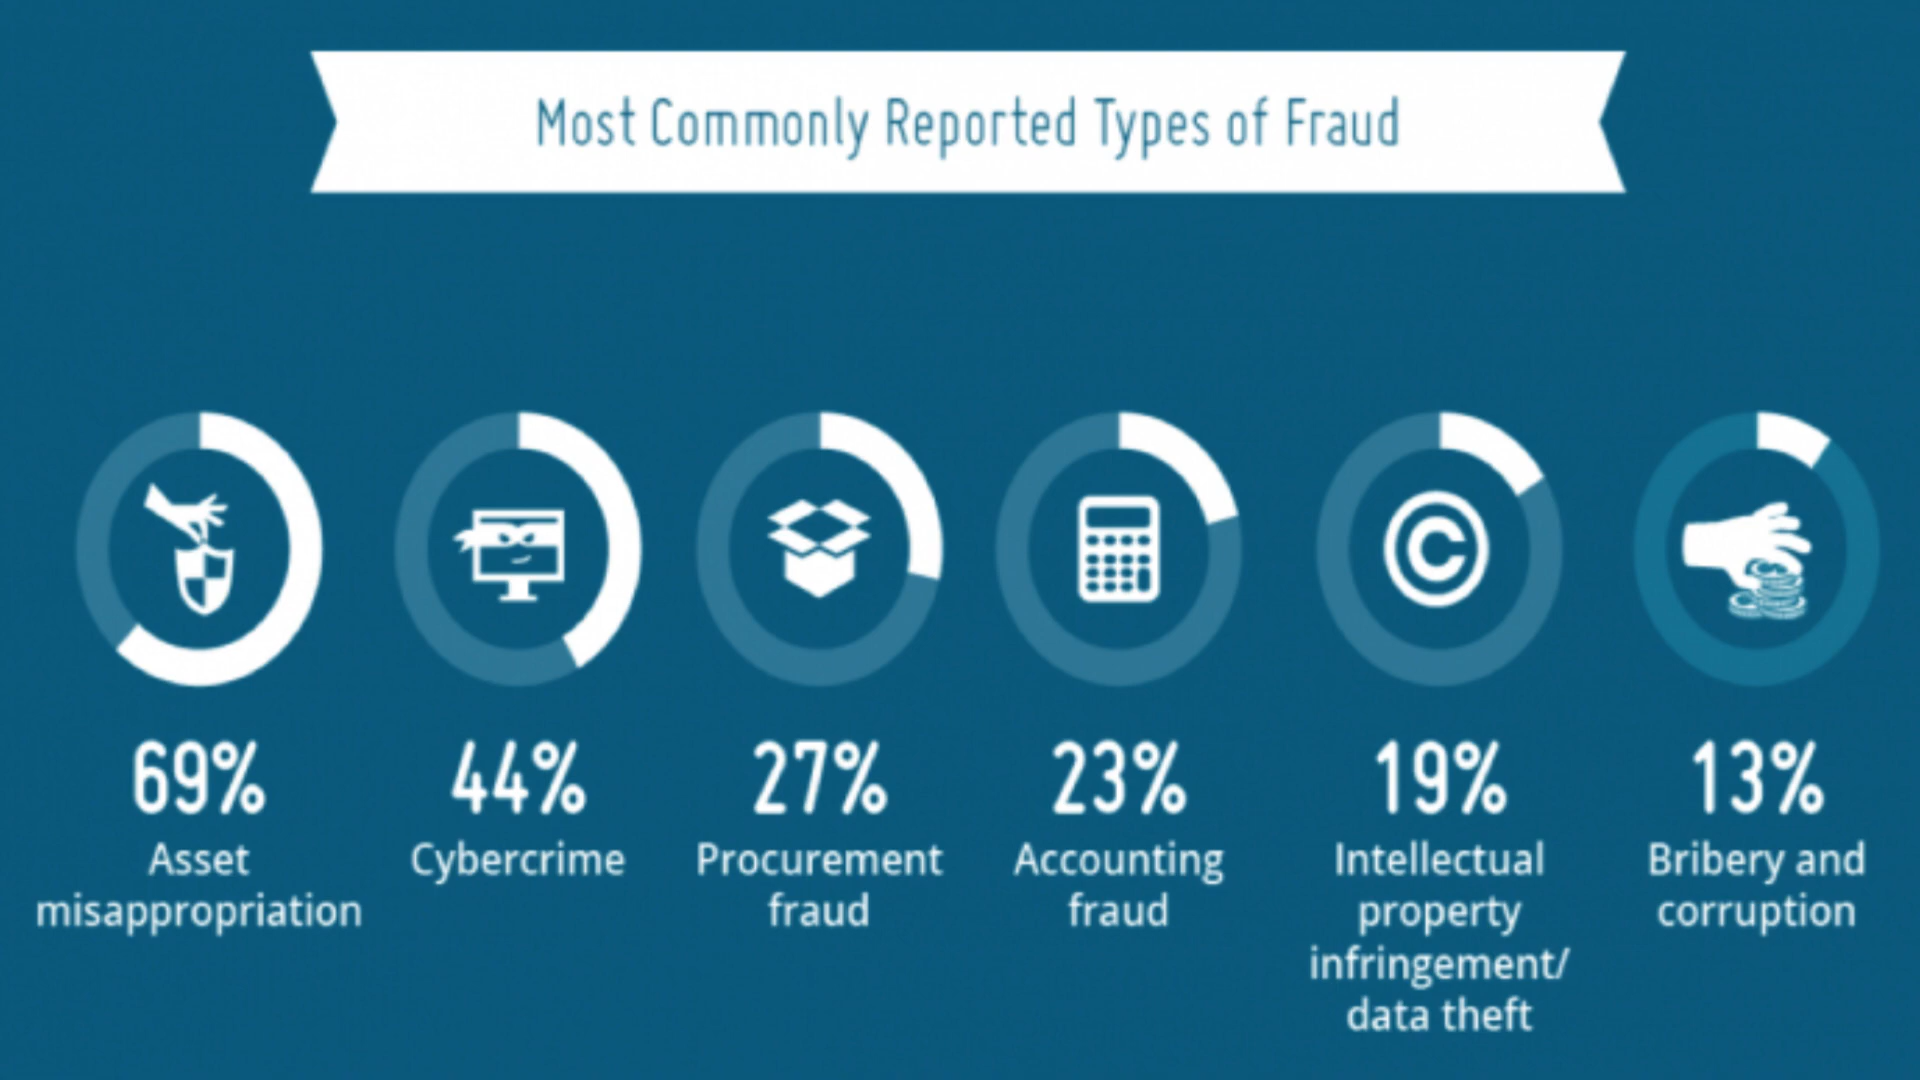 Most Commonly Reported Types of Fraud
69%
Asset
misappropriation
44%
Cybercrime
27%
Procurement
fraud
23%
Accounting
fraud
©
19%
Intellectual
property
infringement/
data theft
13%
Bribery and
corruption